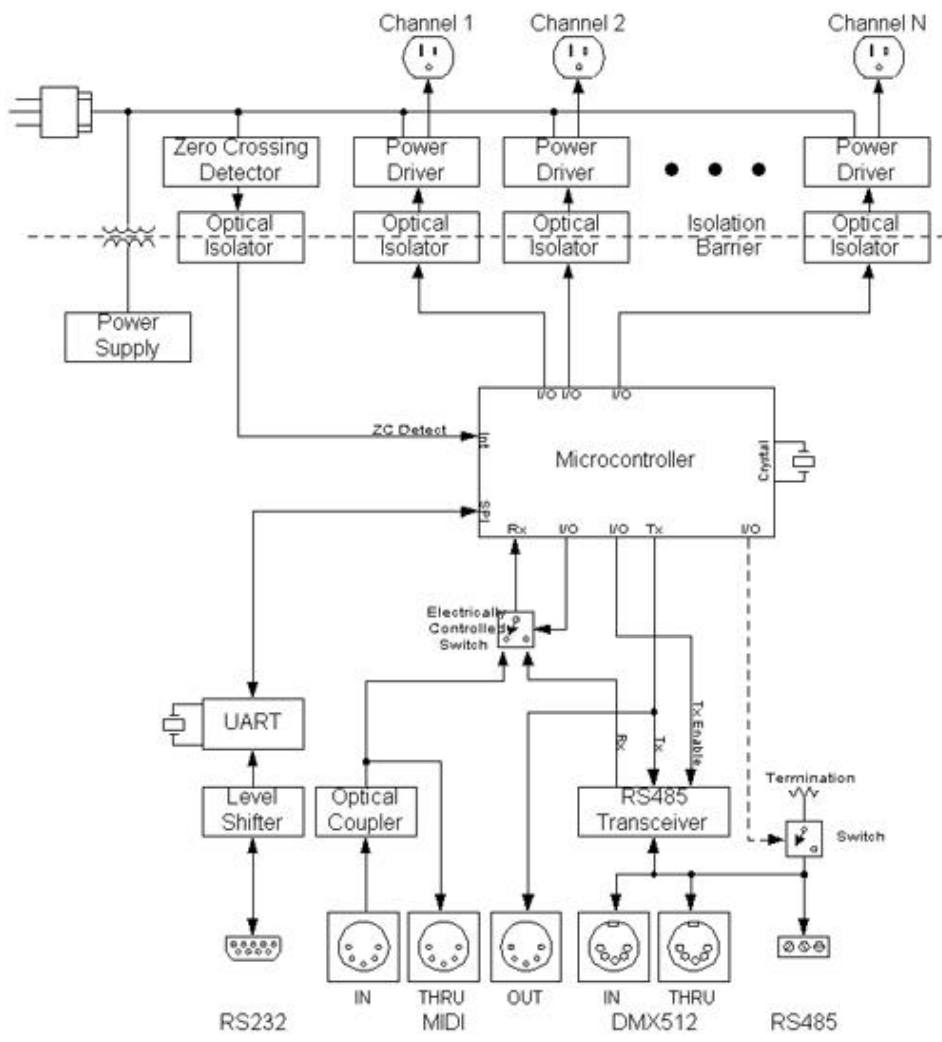 Channel 1
Channel 2
Channel N
Zero Crossing
Detector
Power
Driver
Power
Driver
Power
Driver
Optical
Isolator
Optical
Isolator
Optical
Isolator
Isolation
Barrier
Optical
Isolator
Power
Supply
I/O
I/O
I/O
ZC Detect
Int
Microcontroller
Crystal
SPI
Rx
I/O
I/O
Tx
I/O
Electrically
Controlled
Switch
UART
Rx
Tx
Tx Enable
Termination
Level
Shifter
Optical
Coupler
RS485
Transceiver
Switch
IN
THRU
OUT
IN
THRU
RS232
MIDI
DMX512
RS485